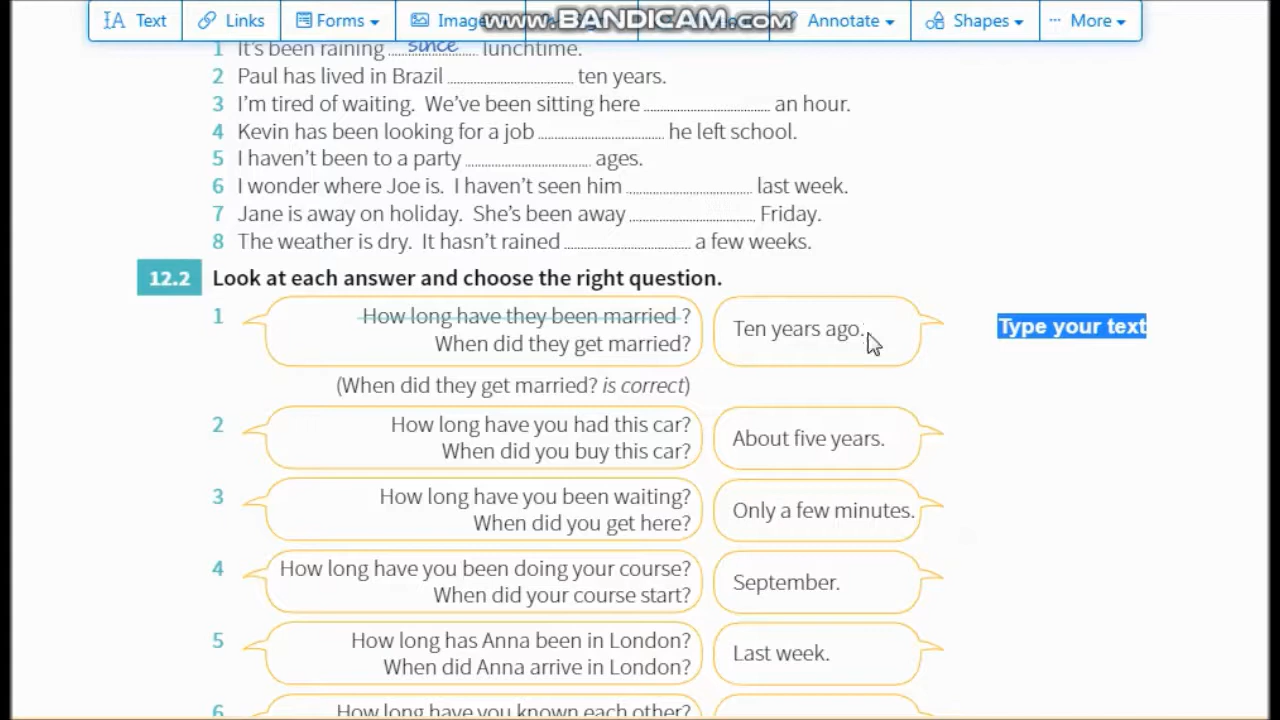 Text Links Forms Image Annotate Shapes More
www.BANDICAM.com
1 It's been raining since lunchtime.
2 Paul has lived in Brazil ten years.
3 I'm tired of waiting. We've been sitting here an hour.
4 Kevin has been looking for a job he left school.
5 I haven't been to a party ages.
6 I wonder where Joe is. I haven't seen him last week.
7 Jane is away on holiday. She's been away Friday.
8 The weather is dry. It hasn't rained a few weeks.
12.2 Look at each answer and choose the right question.
1 How long have they been married ?
When did they get married?
Ten years ago.
Type your text
(When did they get married? is correct)
2 How long have you had this car?
When did you buy this car?
About five years.
3 How long have you been waiting?
When did you get here?
Only a few minutes.
4 How long have you been doing your course?
When did your course start?
September.
5 How long has Anna been in London?
When did Anna arrive in London?
Last week.
6 How long have you known each other?